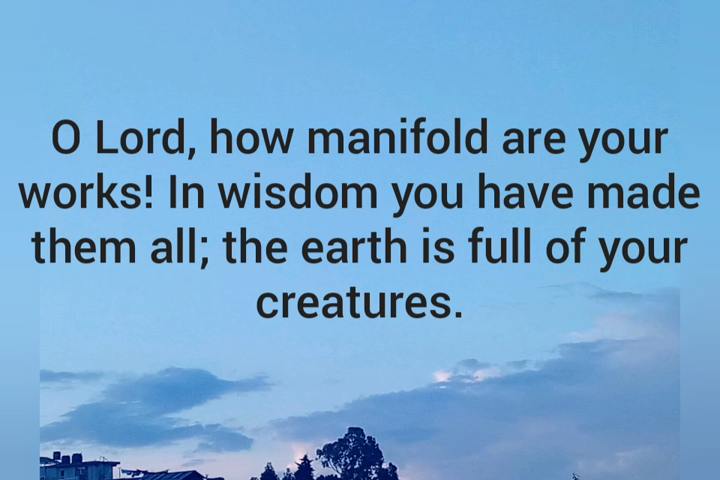 O Lord, how manifold are your
works! In wisdom you have made
them all; the earth is full of your
creatures.